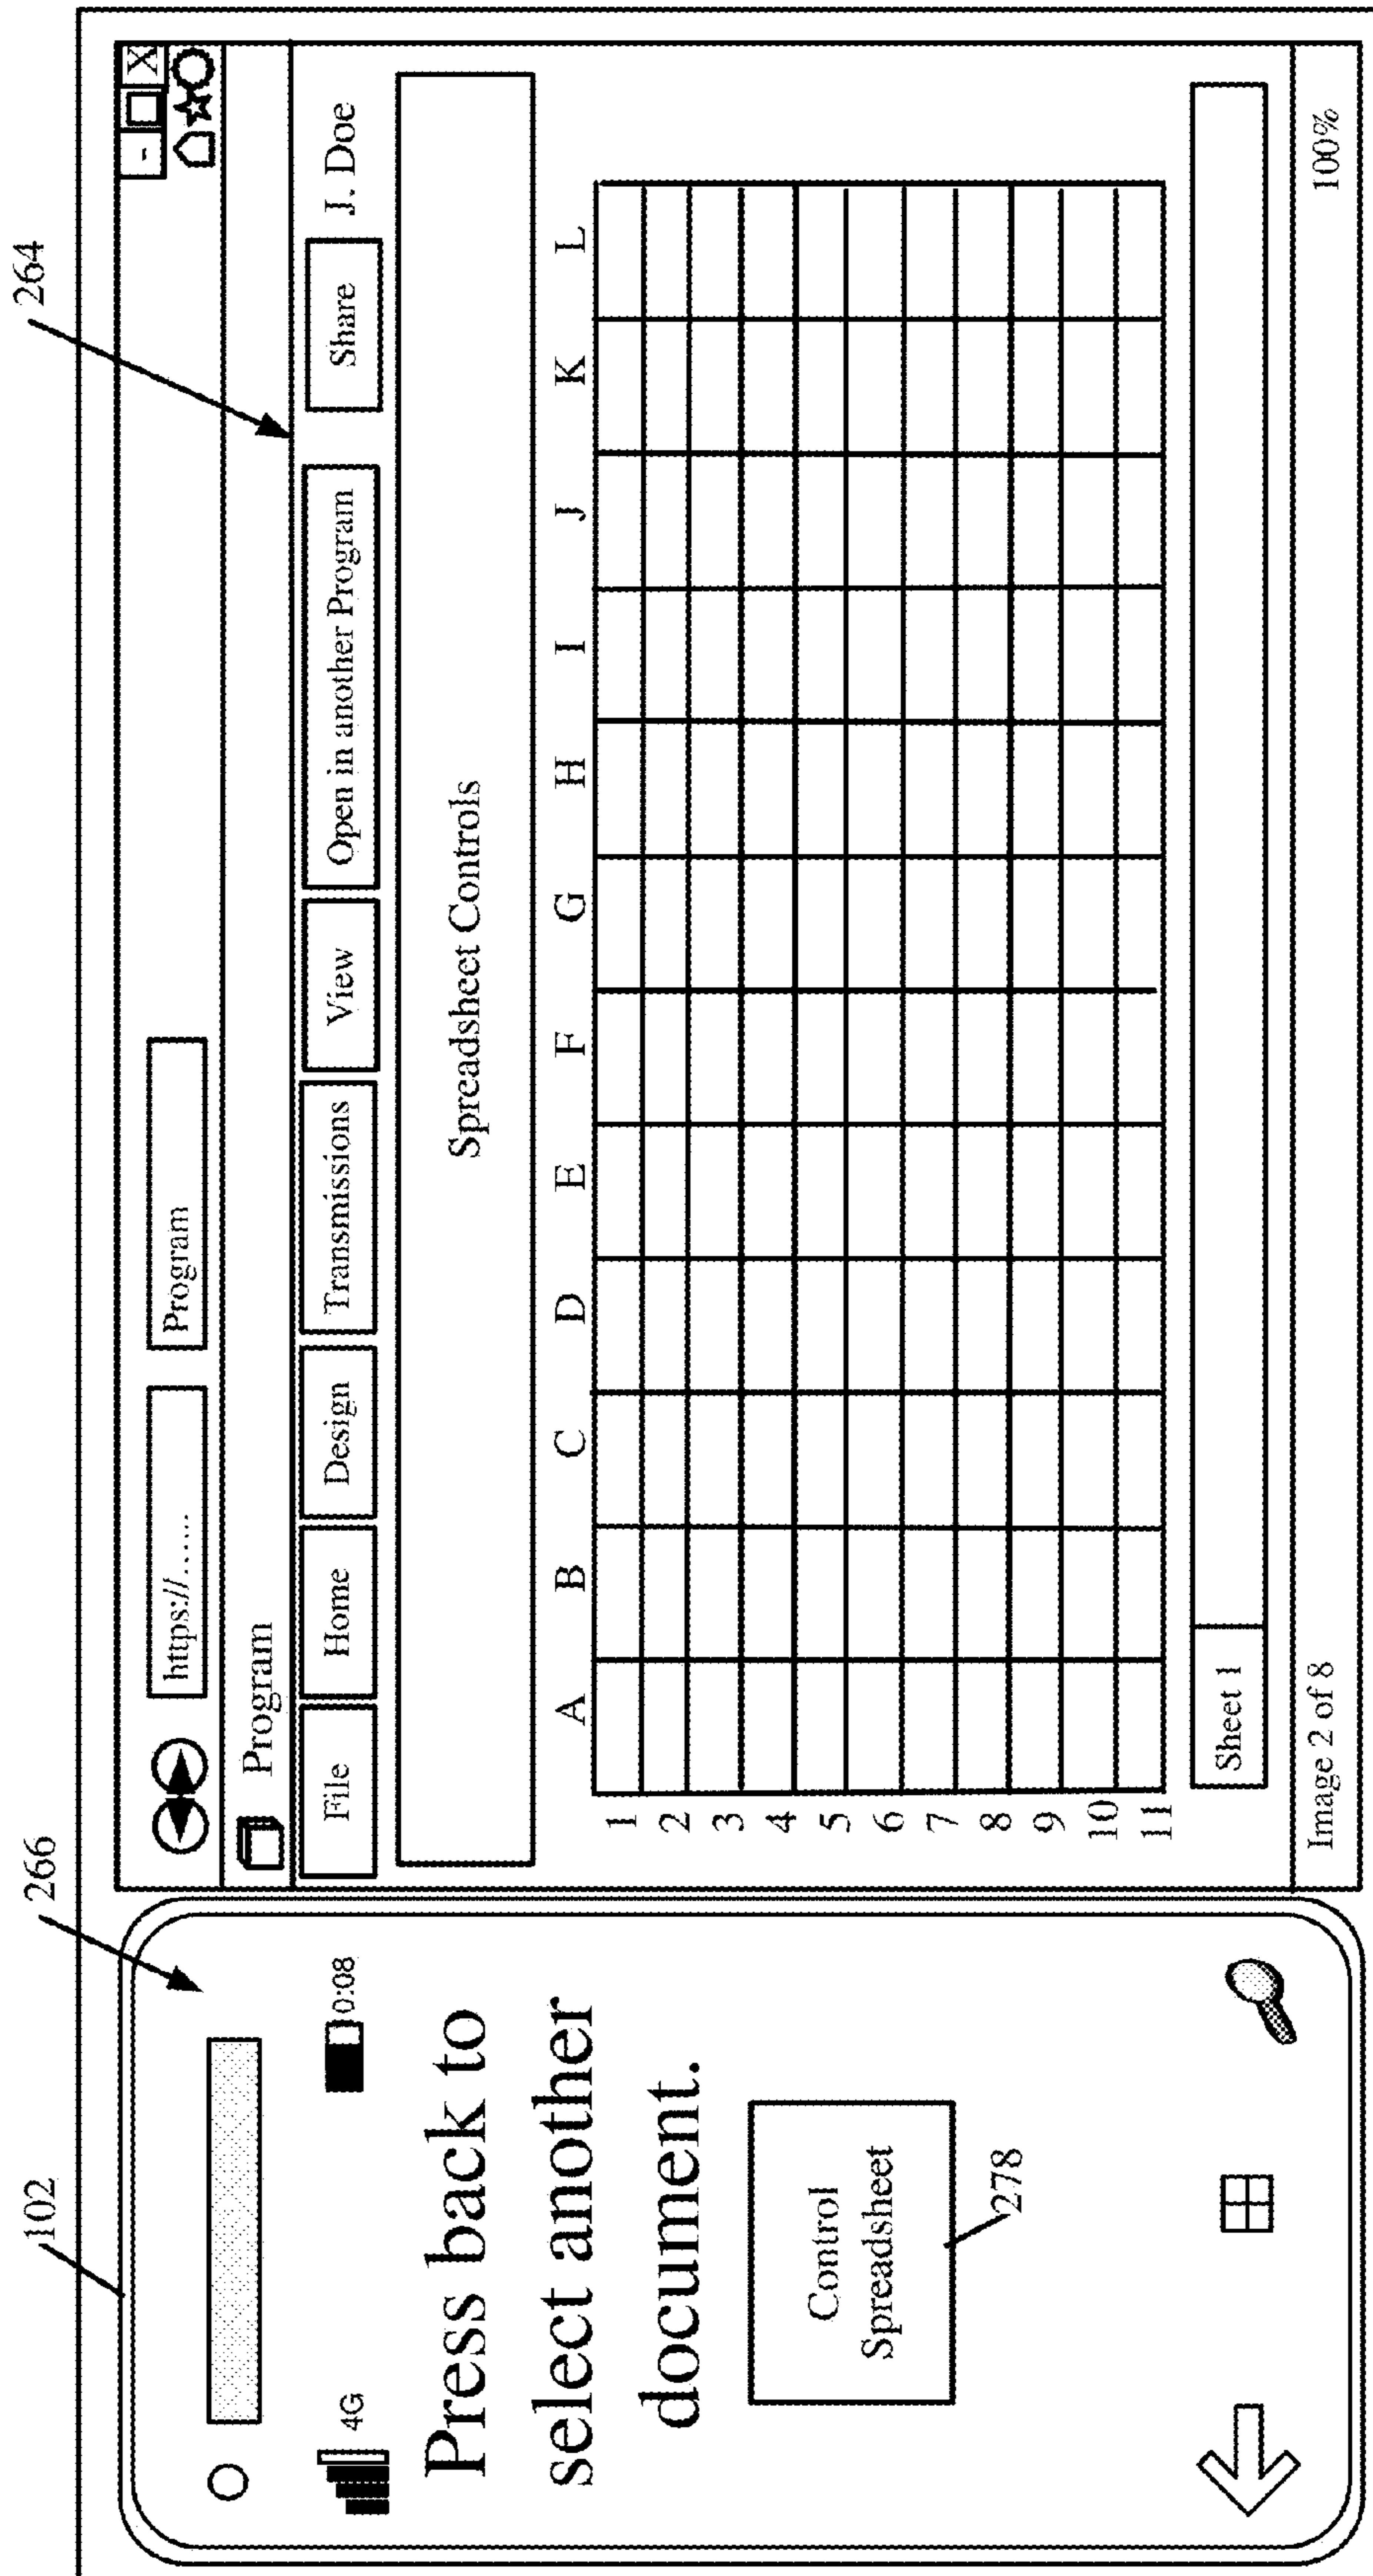 102
266
264
4G
0:08
Press back to
select another
document.
Control
Spreadsheet
278
- X
https://......
Program
Program
File
Home
Design
Transmissions
View
Open in another Program
Share
J. Doe
Spreadsheet Controls
A B C D E F G H I J K L
1
2
3
4
5
6
7
8
9
10
11
Sheet 1
Image 2 of 8
100%